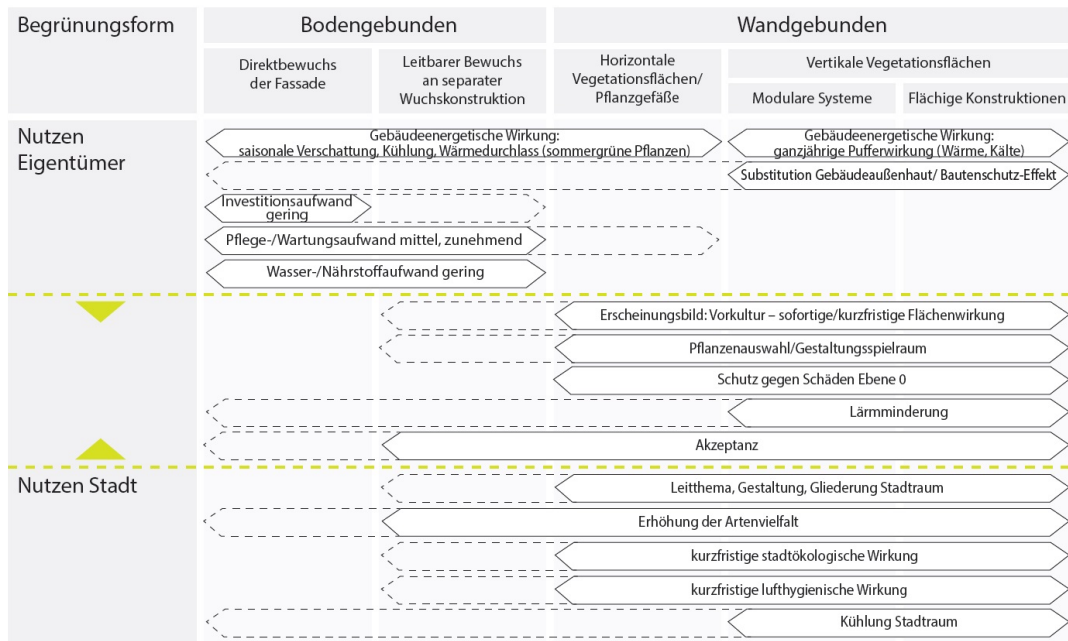 Begrünungsform
Bodengebunden
Wandgebunden
Direktbewuchs
der Fassade
Leitbarer Bewuchs
an separater
Wuchskonstruktion
Horizontale
Vegetationsflächen/
Pflanzgefäße
Vertikale Vegetationsflächen
Modulare Systeme
Flächige Konstruktionen
Nutzen
Eigentümer
Gebäudeenergetische Wirkung:
saisonale Verschattung, Kühlung, Wärmedurchlass (sommergrüne Pflanzen)
Gebäudeenergetische Wirkung:
ganzjährige Pufferwirkung (Wärme, Kälte)
Substitution Gebäudeaußenhaut/ Bautenschutz-Effekt
Investitionsaufwand
gering
Pflege-/Wartungsaufwand mittel, zunehmend
Wasser-/Nährstoffaufwand gering
Erscheinungsbild: Vorkultur – sofortige/kurzfristige Flächenwirkung
Pflanzenauswahl/Gestaltungsspielraum
Schutz gegen Schäden Ebene 0
Lärmminderung
Akzeptanz
Nutzen Stadt
Leitthema, Gestaltung, Gliederung Stadtraum
Erhöhung der Artenvielfalt
kurzfristige stadtökologische Wirkung
kurzfristige lufthygienische Wirkung
Kühlung Stadtraum